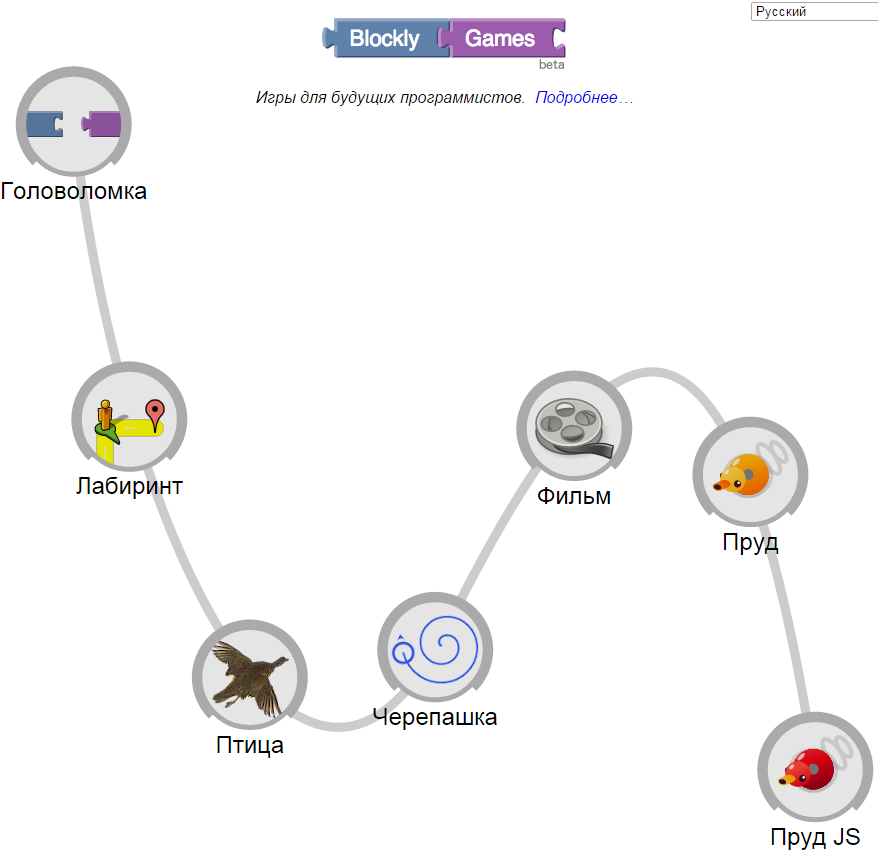 Русский
Blockly Games
beta
Игры для будущих программистов. Подробнее…
Головоломка
Лабиринт
Фильм
Пруд
Черепашка
Птица
Пруд JS